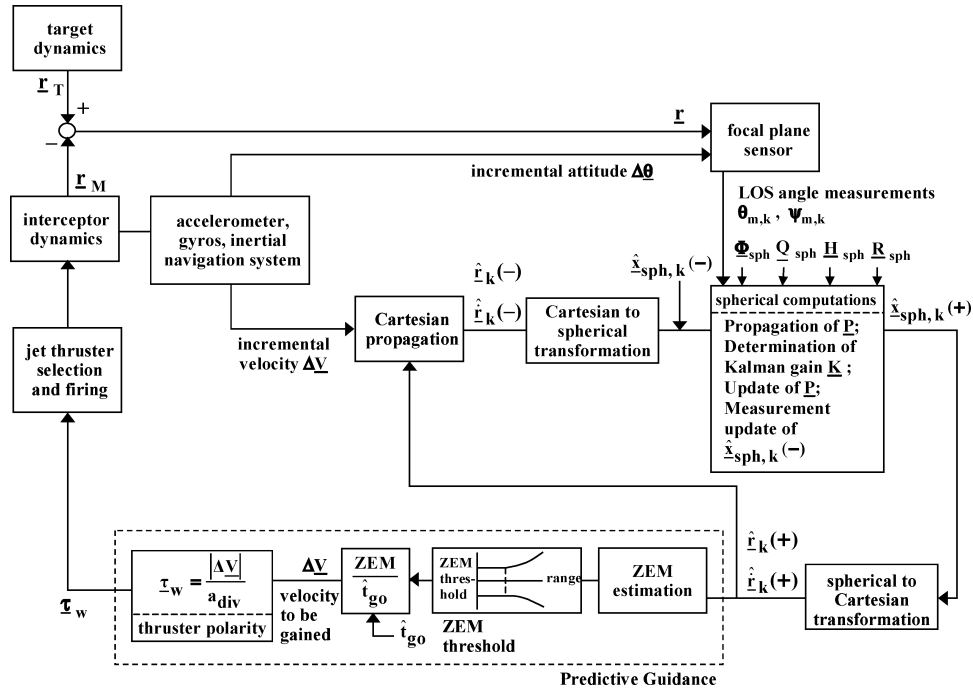 target
dynamics
r T
+
−
r
r M
focal plane
sensor
incremental attitude Δθ
interceptor
dynamics
accelerometer,
gyros, inertial
navigation system
LOS angle measurements
θm,k , ψm,k
Φsph Q sph H sph R sph
r̂k(−)
x̂sph, k(−)
r̂̇k(−)
spherical computations
x̂sph, k(+)
Cartesian
propagation
Cartesian to
spherical
transformation
Propagation of P;
Determination of
Kalman gain K ;
Update of P;
Measurement
update of
x̂sph, k(−)
incremental
velocity ΔV
jet thruster
selection
and firing
r̂k(+)
r̂̇k(+)
τw = |ΔV| / adiv
thruster polarity
τw
ΔV
velocity
to be
gained
ZEM
t̂go
t̂go
ZEM
thres-
hold
range
ZEM
threshold
ZEM
estimation
spherical to
Cartesian
transformation
Predictive Guidance